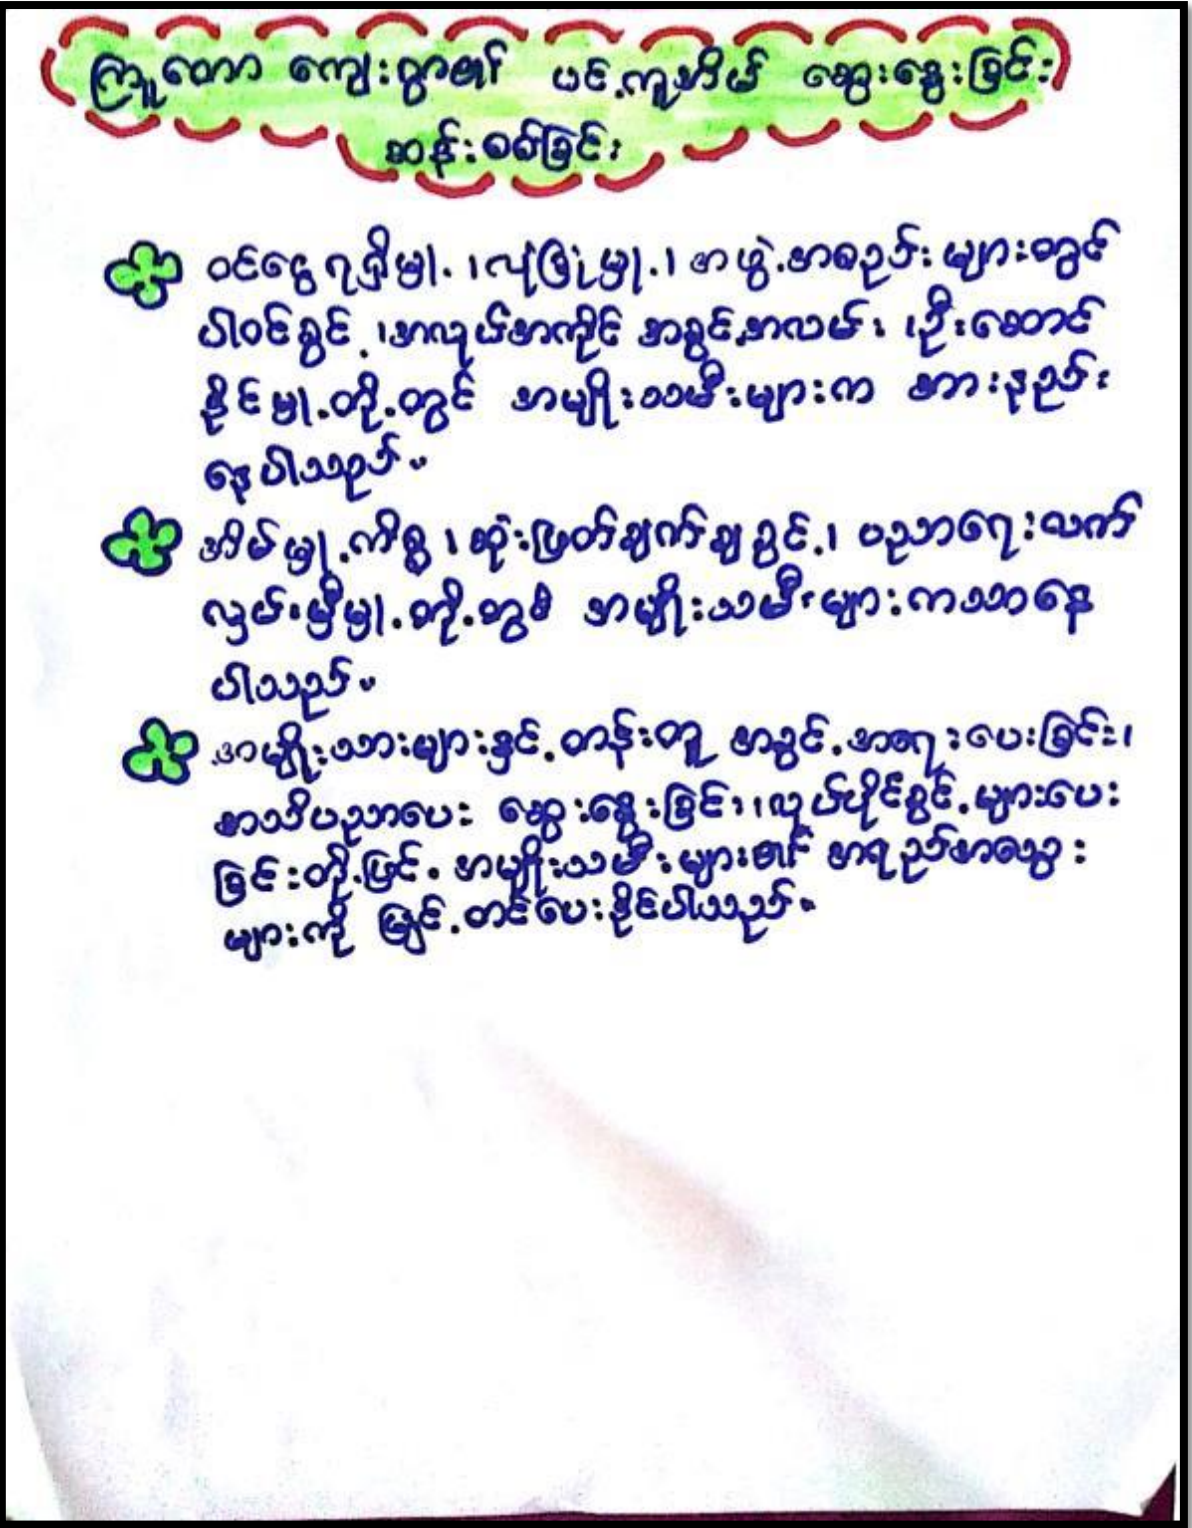 ကြူတော ကျေးရွာ၏ ပင့်ကူအိမ် ဆွေးနွေးခြင်း
ဆန်းစစ်ခြင်း
ဝင်ငွေရရှိမှု့၊လုံခြုံမှု့၊ အဖွဲ့အစည်းများတွင်
ပါဝင်ခွင့်၊အလုပ်အကိုင် အခွင့်အလမ်း၊ဦးဆောင်
နိုင်မှု့တို့တွင် အမျိုးသမီးများက အားနည်း
နေပါသည်။
အိမ်မှု့ကိစ္စ၊ ဆုံးဖြတ်ချက်ချခွင့်၊ ပညာရေးလက်
လှမ်းမှီမှု့တို့တွင် အမျိုးသမီးများကသာနေ
ပါသည်။
အမျိုးသားများနှင့်တန်းတူ အခွင့်အရေးပေးခြင်း၊
အသိပညာပေး ဆွေးနွေးခြင်း၊လုပ်ပိုင်ခွင့်များပေး
ခြင်းတို့ဖြင့် အမျိုးသမီးများ၏ အရည်အသွေး
များကို မြှင့်တင်ပေးနိုင်ပါသည်။